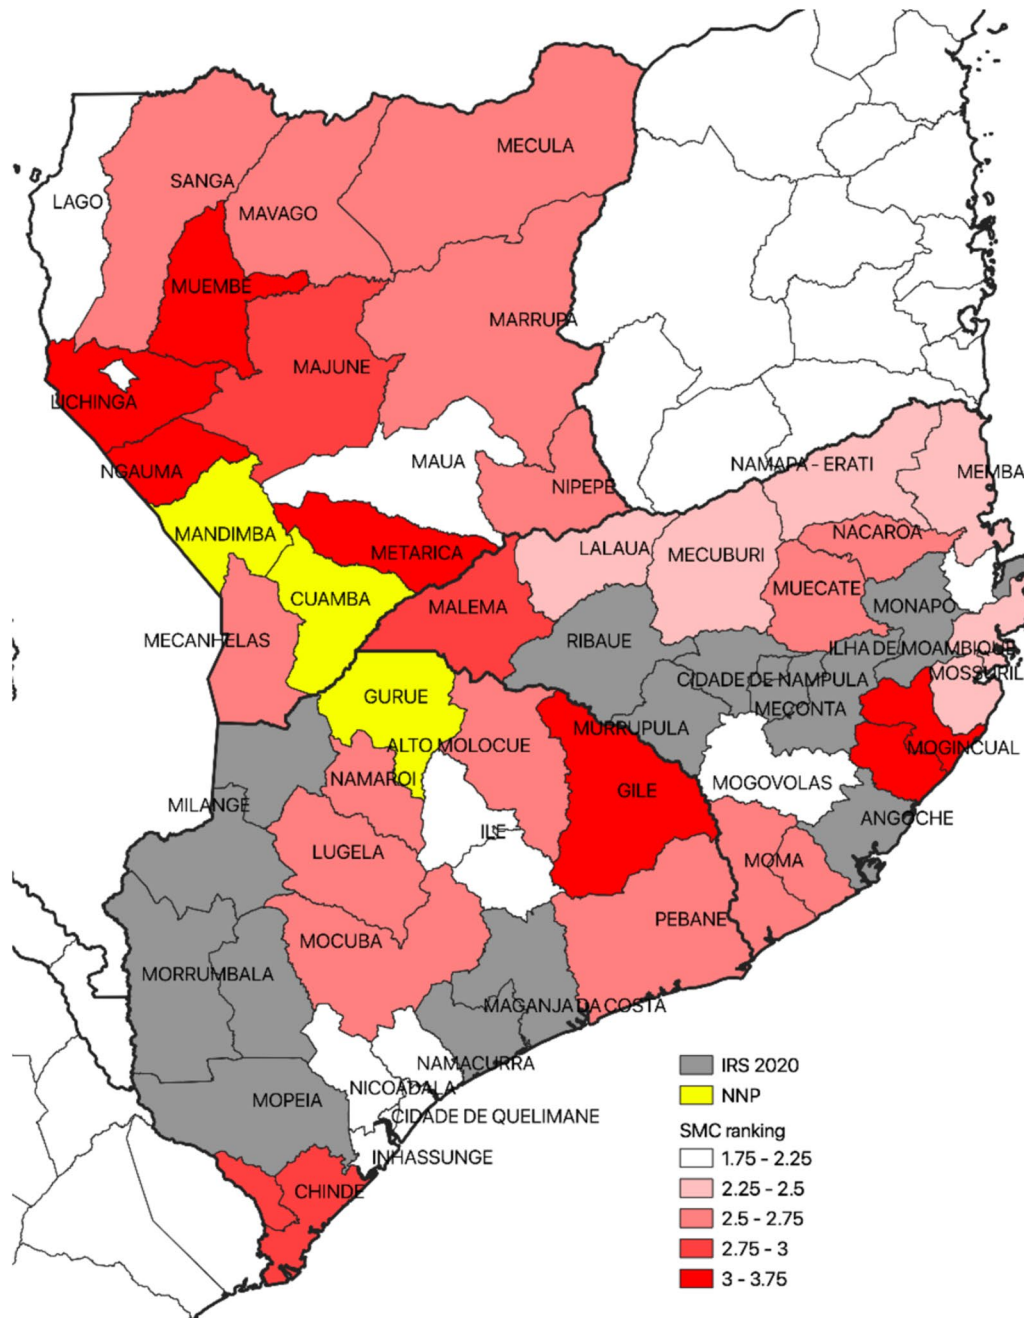 MECULA
SANGA
LAGO
MAVAGO
MUEMBE
MARRUPA
MAJUNE
LICHINGA
MAUA
NAMAPA - ERATI
NGAUMA
MEMBA
NIPEPE
MANDIMBA
NACAROA
METARICA
LALAUA
MECUBURI
MUECATE
CUAMBA
MALEMA
MONAPO
MECANHELAS
RIBAUE
ILHA DE MOAMBIQUE
MOSSURIL
CIDADE DE NAMPULA
GURUE
MECONTA
MURRUPULA
ALTO MOLOCUE
MOGINCUAL
NAMAROI
MOGOVOLAS
GILE
MILANGE
ANGOCHE
ILE
LUGELA
MOMA
PEBANE
MOCUBA
MORRUMBALA
MAGANJA DA COSTA
NAMACURRA
NICOADALA
MOPEIA
CIDADE DE QUELIMANE
INHASSUNGE
CHINDE
IRS 2020
NNP
SMC ranking
1.75 - 2.25
2.25 - 2.5
2.5 - 2.75
2.75 - 3
3 - 3.75